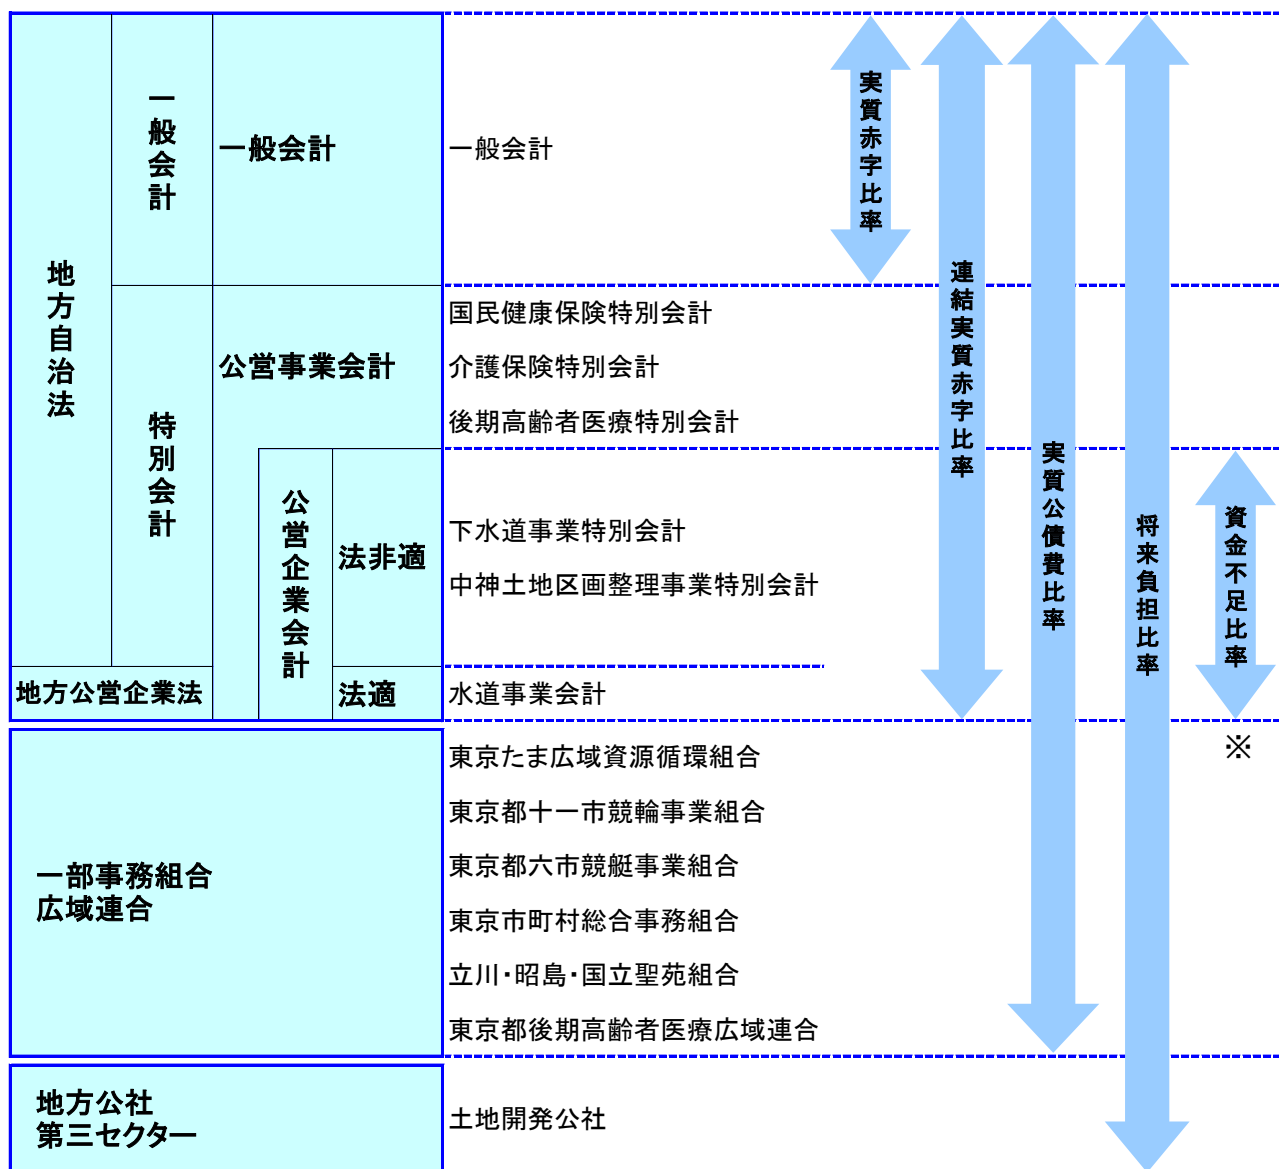 地方自治法
一般会計
一般会計
一般会計
実質赤字比率
連結実質赤字比率
実質公債費比率
将来負担比率
特別会計
公営事業会計
国民健康保険特別会計
介護保険特別会計
後期高齢者医療特別会計
公営企業会計
法非適
下水道事業特別会計
中神土地区画整理事業特別会計
資金不足比率
地方公営企業法
法適
水道事業会計
※
一部事務組合
広域連合
東京たま広域資源循環組合
東京都十一市競輪事業組合
東京都六市競艇事業組合
東京市町村総合事務組合
立川・昭島・国立聖苑組合
東京都後期高齢者医療広域連合
地方公社
第三セクター
土地開発公社